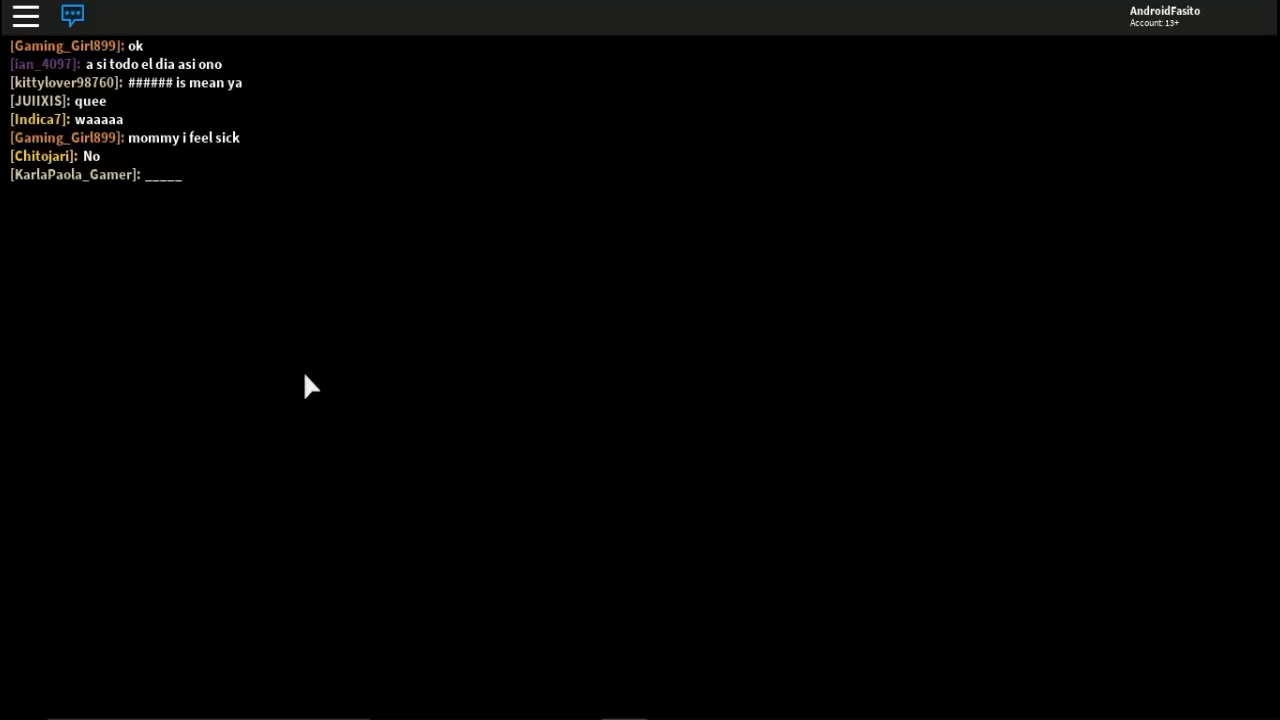 AndroidFasito
Account: 13+
[Gaming_Girl899]: ok
[ian_4097]: a si todo el dia asi ono
[kittylover98760]: ###### is mean ya
[JUIIXIS]: quee
[Indica7]: waaaaa
[Gaming_Girl899]: mommy i feel sick
[Chitojari]: No
[KarlaPaola_Gamer]: _____